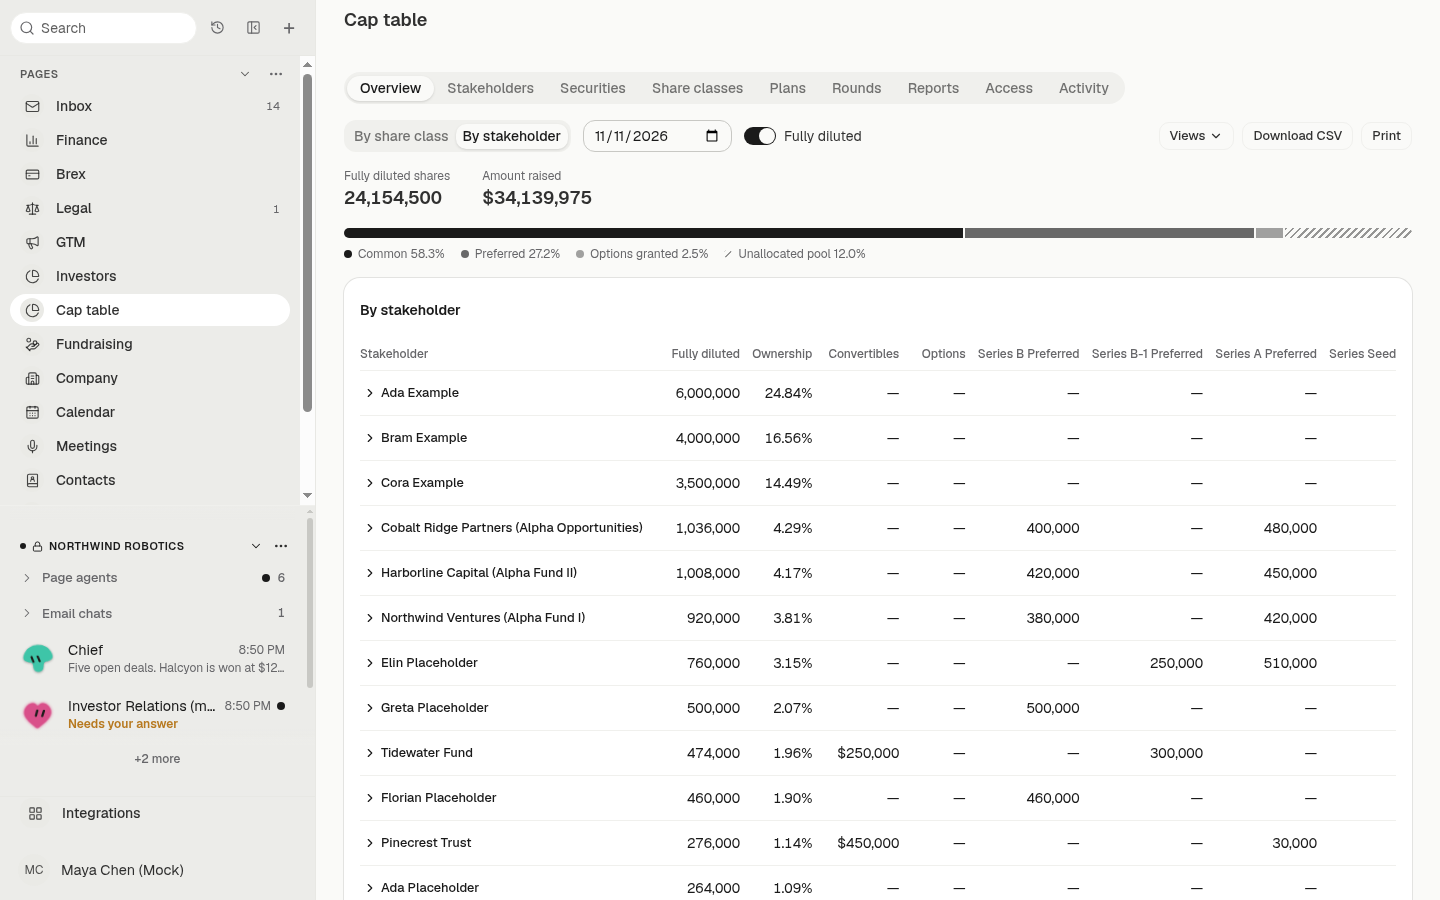 Search
PAGES
Inbox 14
Finance
Brex
Legal 1
GTM
Investors
Cap table
Fundraising
Company
Calendar
Meetings
Contacts
NORTHWIND ROBOTICS
Page agents 6
Email chats 1
Chief 8:50 PM
Five open deals. Halcyon is won at $12...
Investor Relations (m... 8:50 PM
Needs your answer
+2 more
Integrations
MC Maya Chen (Mock)
Cap table
Overview Stakeholders Securities Share classes Plans Rounds Reports Access Activity
By share class By stakeholder 11/11/2026 Fully diluted Views Download CSV Print
Fully diluted shares Amount raised
24,154,500 $34,139,975
Common 58.3% Preferred 27.2% Options granted 2.5% Unallocated pool 12.0%
By stakeholder
Stakeholder Fully diluted Ownership Convertibles Options Series B Preferred Series B-1 Preferred Series A Preferred Series Seed
Ada Example 6,000,000 24.84% — — — — —
Bram Example 4,000,000 16.56% — — — — —
Cora Example 3,500,000 14.49% — — — — —
Cobalt Ridge Partners (Alpha Opportunities) 1,036,000 4.29% — — 400,000 — 480,000
Harborline Capital (Alpha Fund II) 1,008,000 4.17% — — 420,000 — 450,000
Northwind Ventures (Alpha Fund I) 920,000 3.81% — — 380,000 — 420,000
Elin Placeholder 760,000 3.15% — — — 250,000 510,000
Greta Placeholder 500,000 2.07% — — 500,000 — —
Tidewater Fund 474,000 1.96% $250,000 — — 300,000 —
Florian Placeholder 460,000 1.90% — — 460,000 — —
Pinecrest Trust 276,000 1.14% $450,000 — — — 30,000
Ada Placeholder 264,000 1.09% — — — — —